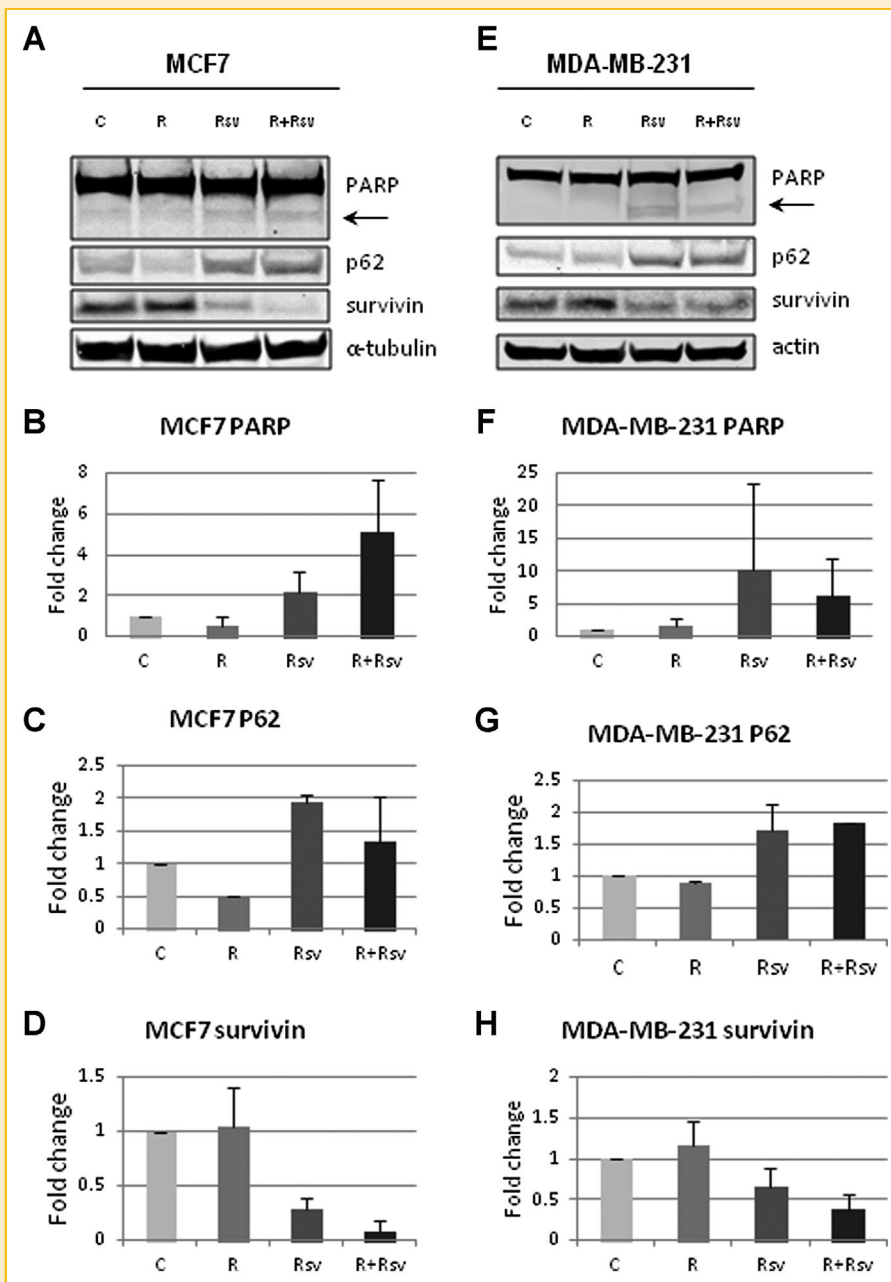 A
MCF7
C R Rsv R+Rsv
PARP
p62
survivin
α-tubulin
E
MDA-MB-231
C R Rsv R+Rsv
PARP
p62
survivin
actin
B
MCF7 PARP
Fold change
8
6
4
2
0
C R Rsv R+Rsv
F
MDA-MB-231 PARP
Fold change
25
20
15
10
5
0
C R Rsv R+Rsv
C
MCF7 P62
Fold change
2.5
2
1.5
1
0.5
0
C R Rsv R+Rsv
G
MDA-MB-231 P62
Fold change
2.5
2
1.5
1
0.5
0
C R Rsv R+Rsv
D
MCF7 survivin
Fold change
1.5
1
0.5
0
C R Rsv R+Rsv
H
MDA-MB-231 survivin
Fold change
2
1.5
1
0.5
0
C R Rsv R+Rsv